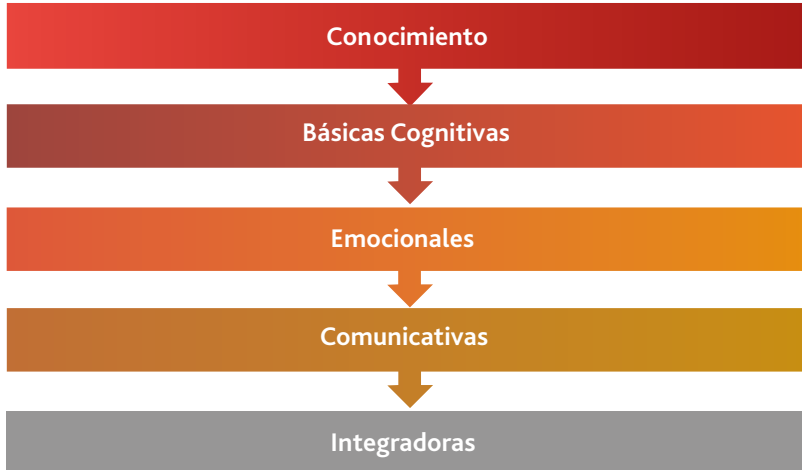 Conocimiento
Básicas Cognitivas
Emocionales
Comunicativas
Integradoras